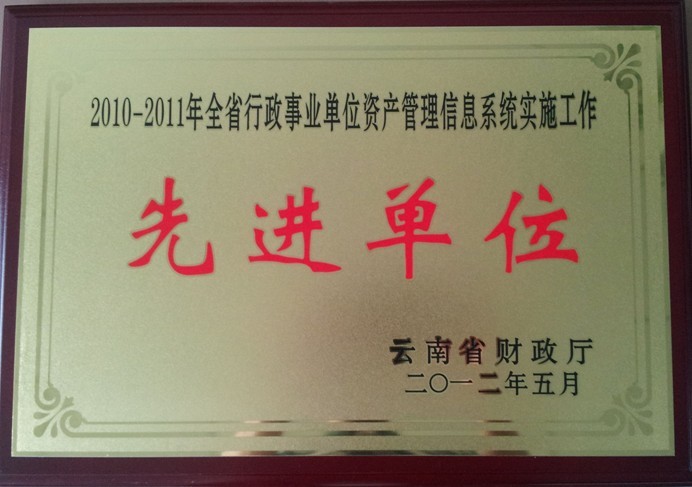 2010-2011年全省行政事业单位资产管理信息系统实施工作
先进单位
云南省财政厅
二〇一二年五月